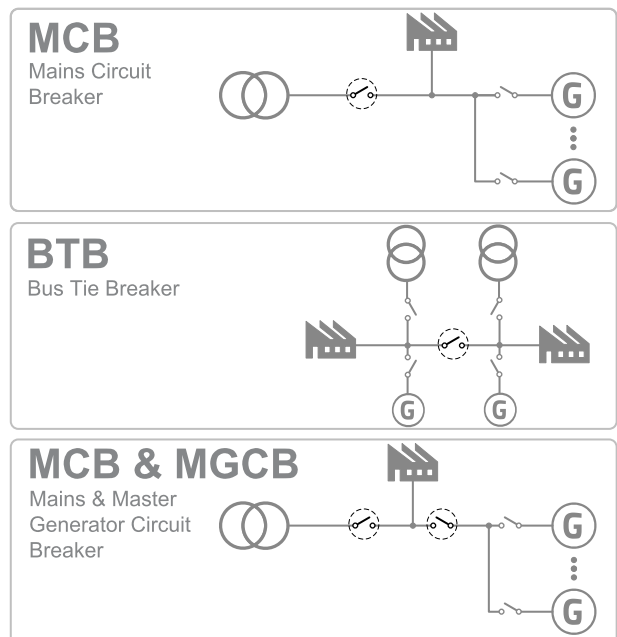 MCB
Mains Circuit
Breaker
G
G
BTB
Bus Tie Breaker
G
G
MCB & MGCB
Mains & Master
Generator Circuit
Breaker
G
G